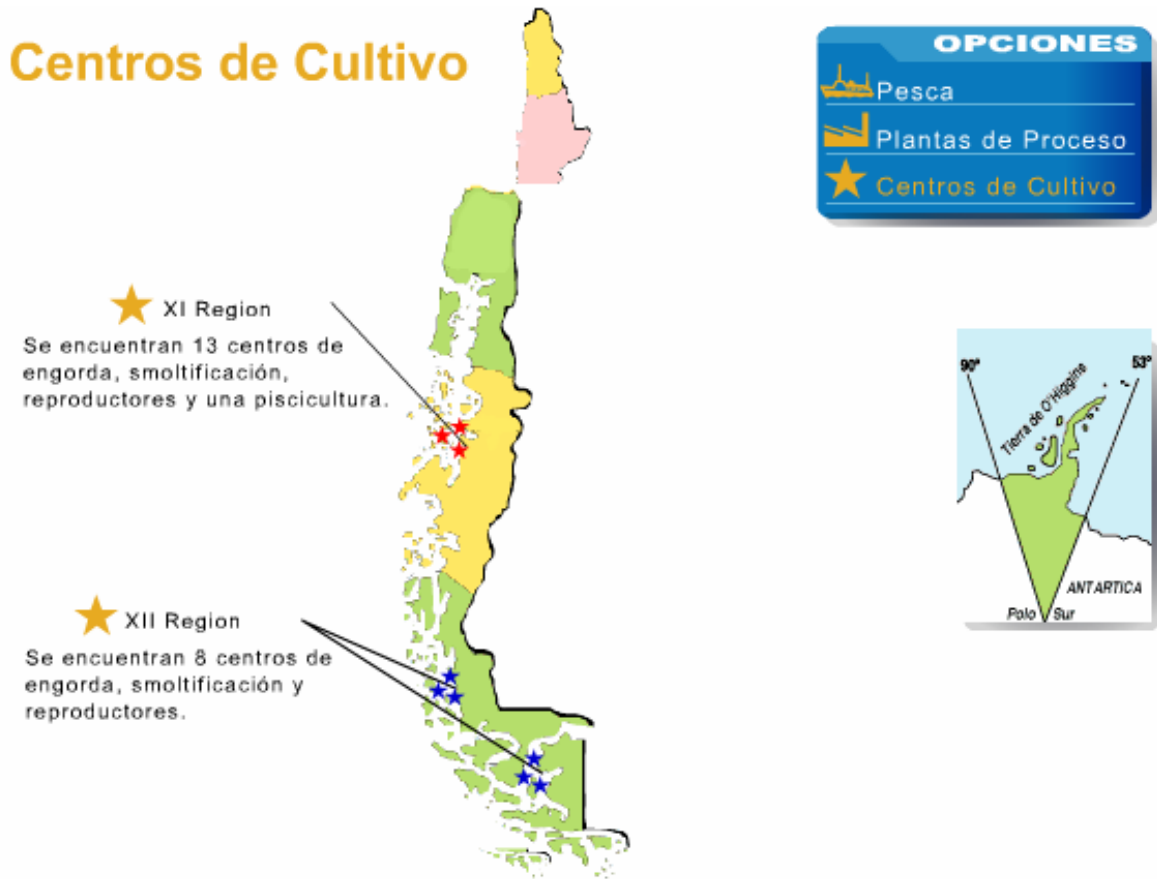 Centros de Cultivo
OPCIONES
Pesca
Plantas de Proceso
Centros de Cultivo
XI Region
Se encuentran 13 centros de
engorda, smoltificación,
reproductores y una piscicultura.
90º
53º
Tierra de O'Higgins
ANTARTICA
Polo Sur
XII Region
Se encuentran 8 centros de
engorda, smoltificación y
reproductores.